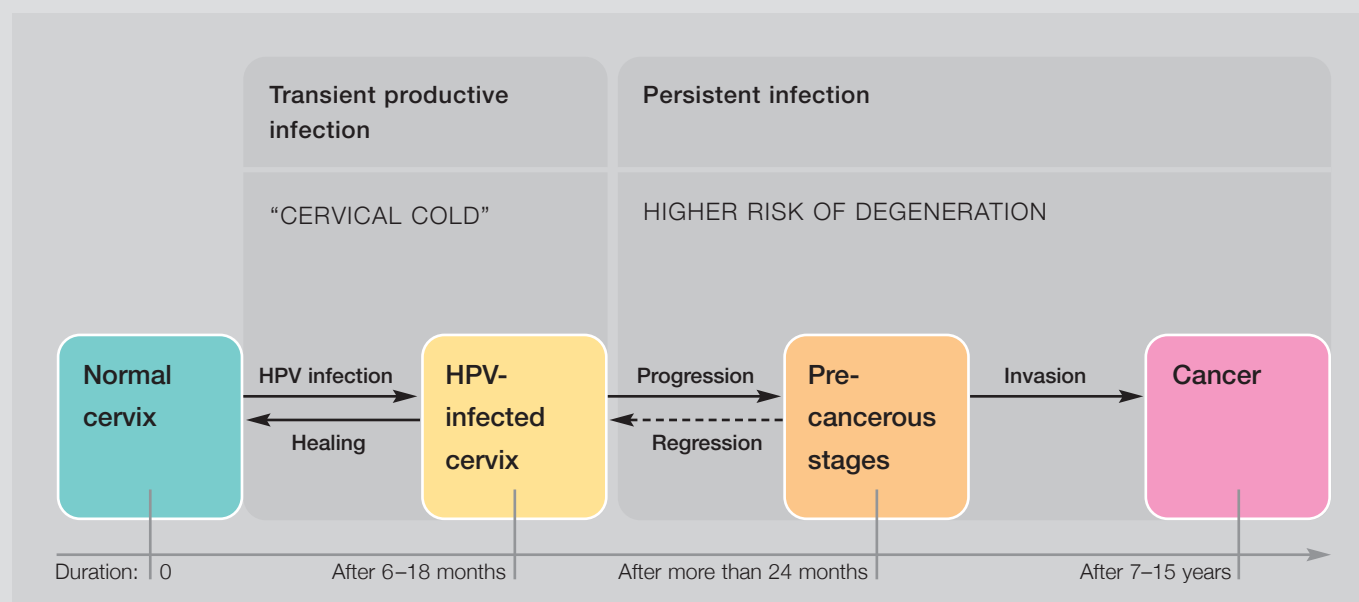 Transient productive
infection
Persistent infection
“CERVICAL COLD”
HIGHER RISK OF DEGENERATION
Normal
cervix
HPV infection
Healing
HPV-
infected
cervix
Progression
Regression
Pre-
cancerous
stages
Invasion
Cancer
Duration: 0
After 6–18 months
After more than 24 months
After 7–15 years